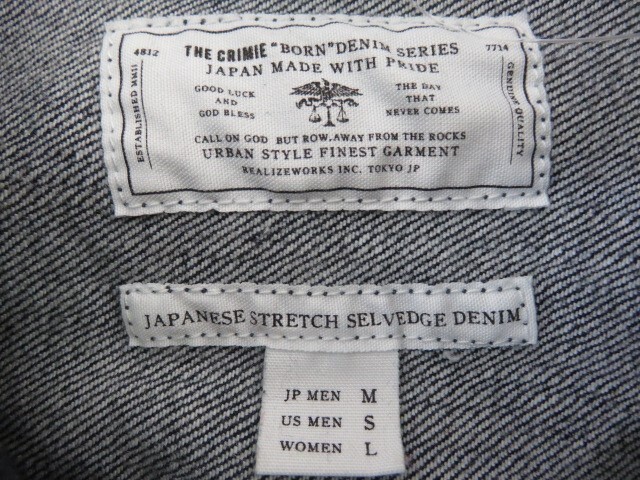 4812
THE CRIMIE "BORN" DENIM SERIES
7714
JAPAN MADE WITH PRIDE
ESTABLISHED MMII
GOOD LUCK
AND
GOD BLESS
THE DAY
THAT
NEVER COMES
GENUINE QUALITY
CALL ON GOD BUT ROW, AWAY FROM THE ROCKS
URBAN STYLE FINEST GARMENT
REALIZEWORKS INC. TOKYO JP
JAPANESE STRETCH SELVEDGE DENIM
JP MEN M
US MEN S
WOMEN L